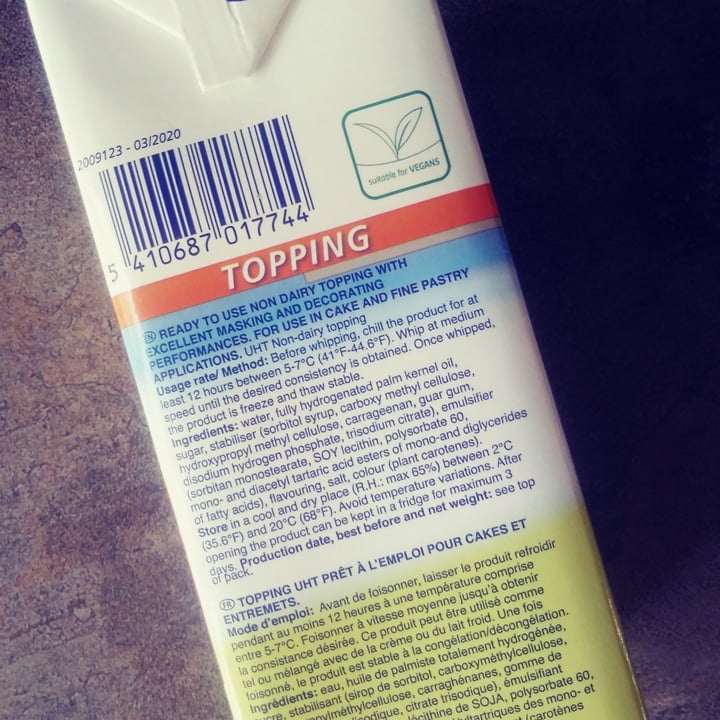 2009123 - 03/2020
5 410687 017744
suitable for VEGANS
TOPPING
EN READY TO USE NON DAIRY TOPPING WITH
EXCELLENT MASKING AND DECORATING
PERFORMANCES. FOR USE IN CAKE AND FINE PASTRY
APPLICATIONS. UHT Non-dairy topping
Usage rate/ Method: Before whipping, chill the product for at
least 12 hours between 5-7°C (41°F-44.6°F). Whip at medium
speed until the desired consistency is obtained. Once whipped,
the product is freeze and thaw stable.
Ingredients: water, fully hydrogenated palm kernel oil,
sugar, stabiliser (sorbitol syrup, carboxy methyl cellulose,
hydroxypropyl methyl cellulose, carrageenan, guar gum,
disodium hydrogen phosphate, trisodium citrate), emulsifier
(sorbitan monostearate, SOY lecithin, polysorbate 60,
mono- and diacetyl tartaric acid esters of mono-and diglycerides
of fatty acids), flavouring, salt, colour (plant carotenes).
Store in a cool and dry place (R.H.: max 65%) between 2°C
(35.6°F) and 20°C (68°F). Avoid temperature variations. After
opening the product can be kept in a fridge for maximum 3
days. Production date, best before and net weight: see top
of pack.
FR TOPPING UHT PRÊT À L'EMPLOI POUR CAKES ET
ENTREMETS.
Mode d'emploi: Avant de foisonner, laisser le produit refroidir
pendant au moins 12 heures à une température comprise
entre 5-7°C. Foisonner à vitesse moyenne jusqu'à obtenir
la consistance désirée. Ce produit peut être utilisé comme
tel ou mélangé avec de la crème ou du lait froid. Une fois
foisonné, le produit est stable à la congélation/décongélation.
Ingrédients: eau, huile de palmiste totalement hydrogénée,
sucre, stabilisant (sirop de sorbitol, carboxyméthylcellulose,
carraghénanes, gomme de
citrate trisodique), émulsifiant
lécithine de SOJA, polysorbate 60,
des mono- et
(carotènes